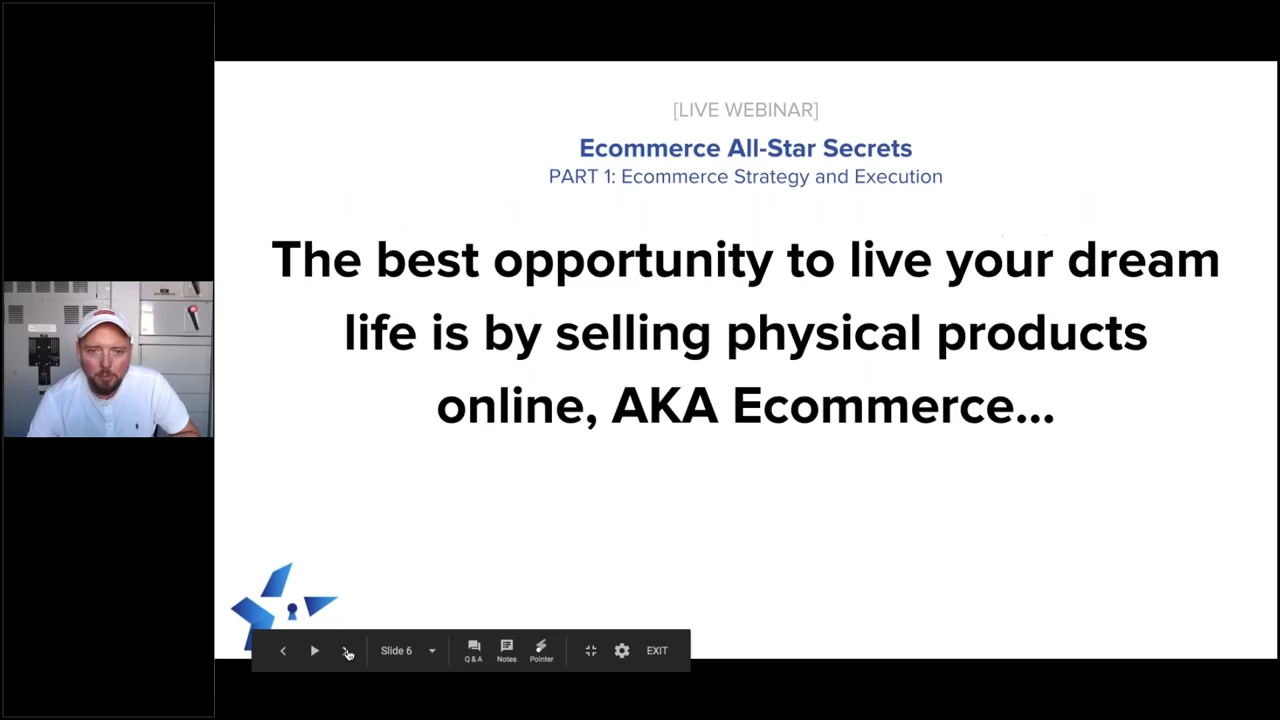 [LIVE WEBINAR]
Ecommerce All-Star Secrets
PART 1: Ecommerce Strategy and Execution
The best opportunity to live your dream
life is by selling physical products
online, AKA Ecommerce...
Slide 6
Q & A
Notes
Pointer
EXIT